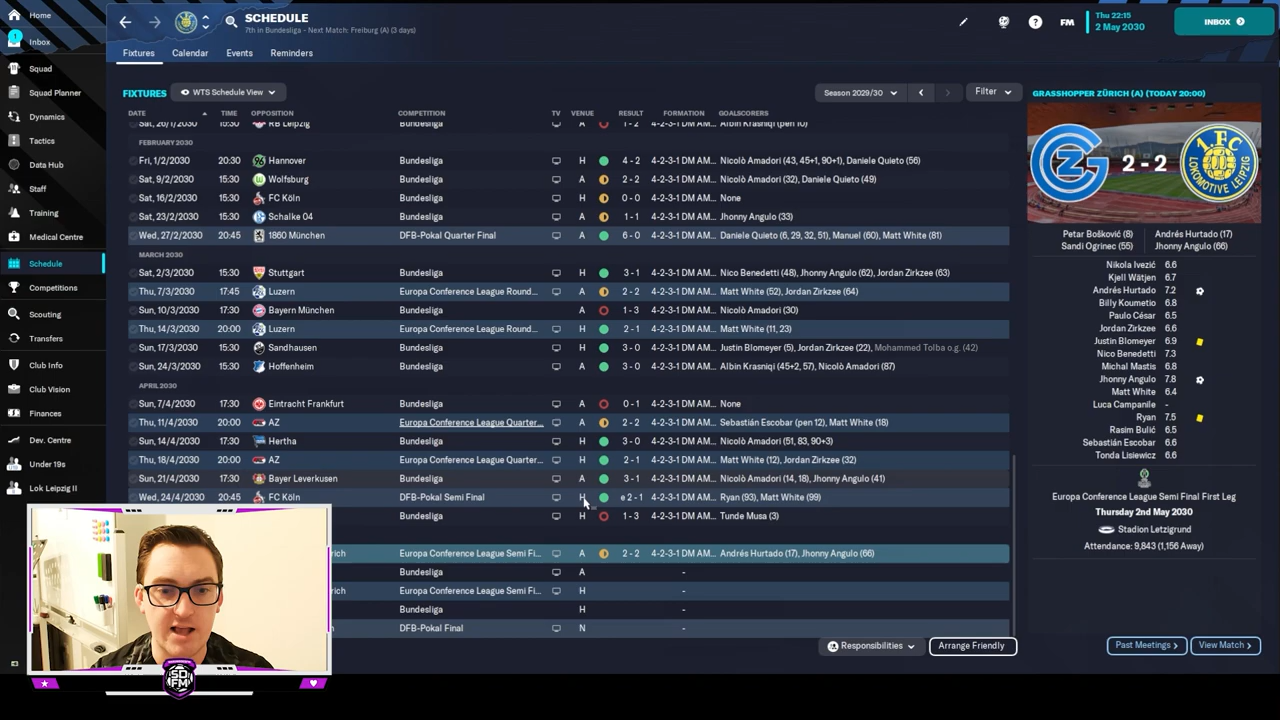 Home
SCHEDULE
7th in Bundesliga - Next Match: Freiburg (A) (3 days)
FM
Thu 22:15
2 May 2030
INBOX
1
Inbox
Fixtures Calendar Events Reminders
Squad
Squad Planner
Dynamics
Tactics
Data Hub
Staff
Training
Medical Centre
Schedule
Competitions
Scouting
Transfers
Club Info
Club Vision
Finances
Dev. Centre
Under 19s
Lok Leipzig II
FIXTURES WTS Schedule View Season 2029/30 Filter
DATE TIME OPPOSITION COMPETITION TV VENUE RESULT FORMATION GOALSCORERS
Sat, 26/1/2030 15:30 RB Leipzig Bundesliga A 1 - 2 4-2-3-1 DM AM... Albin Krasniqi (pen 10)
FEBRUARY 2030
Fri, 1/2/2030 20:30 Hannover Bundesliga H 4 - 2 4-2-3-1 DM AM... Nicolò Amadori (43, 45+1, 90+1), Daniele Quieto (56)
Sat, 9/2/2030 15:30 Wolfsburg Bundesliga A 2 - 2 4-2-3-1 DM AM... Nicolò Amadori (32), Daniele Quieto (49)
Sat, 16/2/2030 15:30 FC Köln Bundesliga H 0 - 0 4-2-3-1 DM AM... None
Sat, 23/2/2030 15:30 Schalke 04 Bundesliga A 1 - 1 4-2-3-1 DM AM... Jhonny Angulo (33)
Wed, 27/2/2030 20:45 1860 München DFB-Pokal Quarter Final A 6 - 0 4-2-3-1 DM AM... Daniele Quieto (6, 29, 32, 51), Manuel (60), Matt White (81)
MARCH 2030
Sat, 2/3/2030 15:30 Stuttgart Bundesliga H 3 - 1 4-2-3-1 DM AM... Nico Benedetti (48), Jhonny Angulo (62), Jordan Zirkzee (63)
Thu, 7/3/2030 17:45 Luzern Europa Conference League Round... A 2 - 2 4-2-3-1 DM AM... Matt White (52), Jordan Zirkzee (64)
Sun, 10/3/2030 17:30 Bayern München Bundesliga A 1 - 3 4-2-3-1 DM AM... Nicolò Amadori (30)
Thu, 14/3/2030 20:00 Luzern Europa Conference League Round... H 2 - 1 4-2-3-1 DM AM... Matt White (11, 23)
Sun, 17/3/2030 15:30 Sandhausen Bundesliga H 3 - 0 4-2-3-1 DM AM... Justin Blomeyer (5), Jordan Zirkzee (22), Mohammed Tolba o.g. (42)
Sun, 24/3/2030 15:30 Hoffenheim Bundesliga A 3 - 0 4-2-3-1 DM AM... Albin Krasniqi (45+2, 57), Nicolò Amadori (87)
APRIL 2030
Sun, 7/4/2030 17:30 Eintracht Frankfurt Bundesliga A 0 - 1 4-2-3-1 DM AM... None
Thu, 11/4/2030 20:00 AZ Europa Conference League Quarter... A 2 - 2 4-2-3-1 DM AM... Sebastián Escobar (pen 12), Matt White (18)
Sun, 14/4/2030 17:30 Hertha Bundesliga H 3 - 0 4-2-3-1 DM AM... Nicolò Amadori (51, 83, 90+3)
Thu, 18/4/2030 20:00 AZ Europa Conference League Quarter... H 2 - 1 4-2-3-1 DM AM... Matt White (12), Jordan Zirkzee (32)
Sun, 21/4/2030 17:30 Bayer Leverkusen Bundesliga A 3 - 1 4-2-3-1 DM AM... Nicolò Amadori (14, 18), Jhonny Angulo (41)
Wed, 24/4/2030 20:45 FC Köln DFB-Pokal Semi Final H e 2 - 1 4-2-3-1 DM AM... Ryan (93), Matt White (99)
Bundesliga H 1 - 3 4-2-3-1 DM AM... Tunde Musa (3)
rich Europa Conference League Semi Fi... A 2 - 2 4-2-3-1 DM AM... Andrés Hurtado (17), Jhonny Angulo (66)
Bundesliga A -
rich Europa Conference League Semi Fi... H -
Bundesliga H -
DFB-Pokal Final N -
Responsibilities Arrange Friendly
GRASSHOPPER ZÜRICH (A) (TODAY 20:00)
GZ
2 - 2
1. F.C.
LOKOMOTIVE LEIPZIG
Petar Bošković (8) Andrés Hurtado (17)
Sandi Ogrinec (55) Jhonny Angulo (66)
Nikola Ivezić 6.6
Kjell Wätjen 6.7
Andrés Hurtado 7.2
Billy Koumetio 6.8
Paulo César 6.5
Jordan Zirkzee 6.6
Justin Blomeyer 6.9
Nico Benedetti 7.3
Michal Mastis 6.8
Jhonny Angulo 7.8
Matt White 6.4
Luca Campanile -
Ryan 7.5
Rasim Bulić 6.5
Sebastián Escobar 6.6
Tonda Lisiewicz 6.6
Europa Conference League Semi Final First Leg
Thursday 2nd May 2030
Stadion Letzigrund
Attendance: 9,843 (1,156 Away)
Past Meetings View Match
SDFM